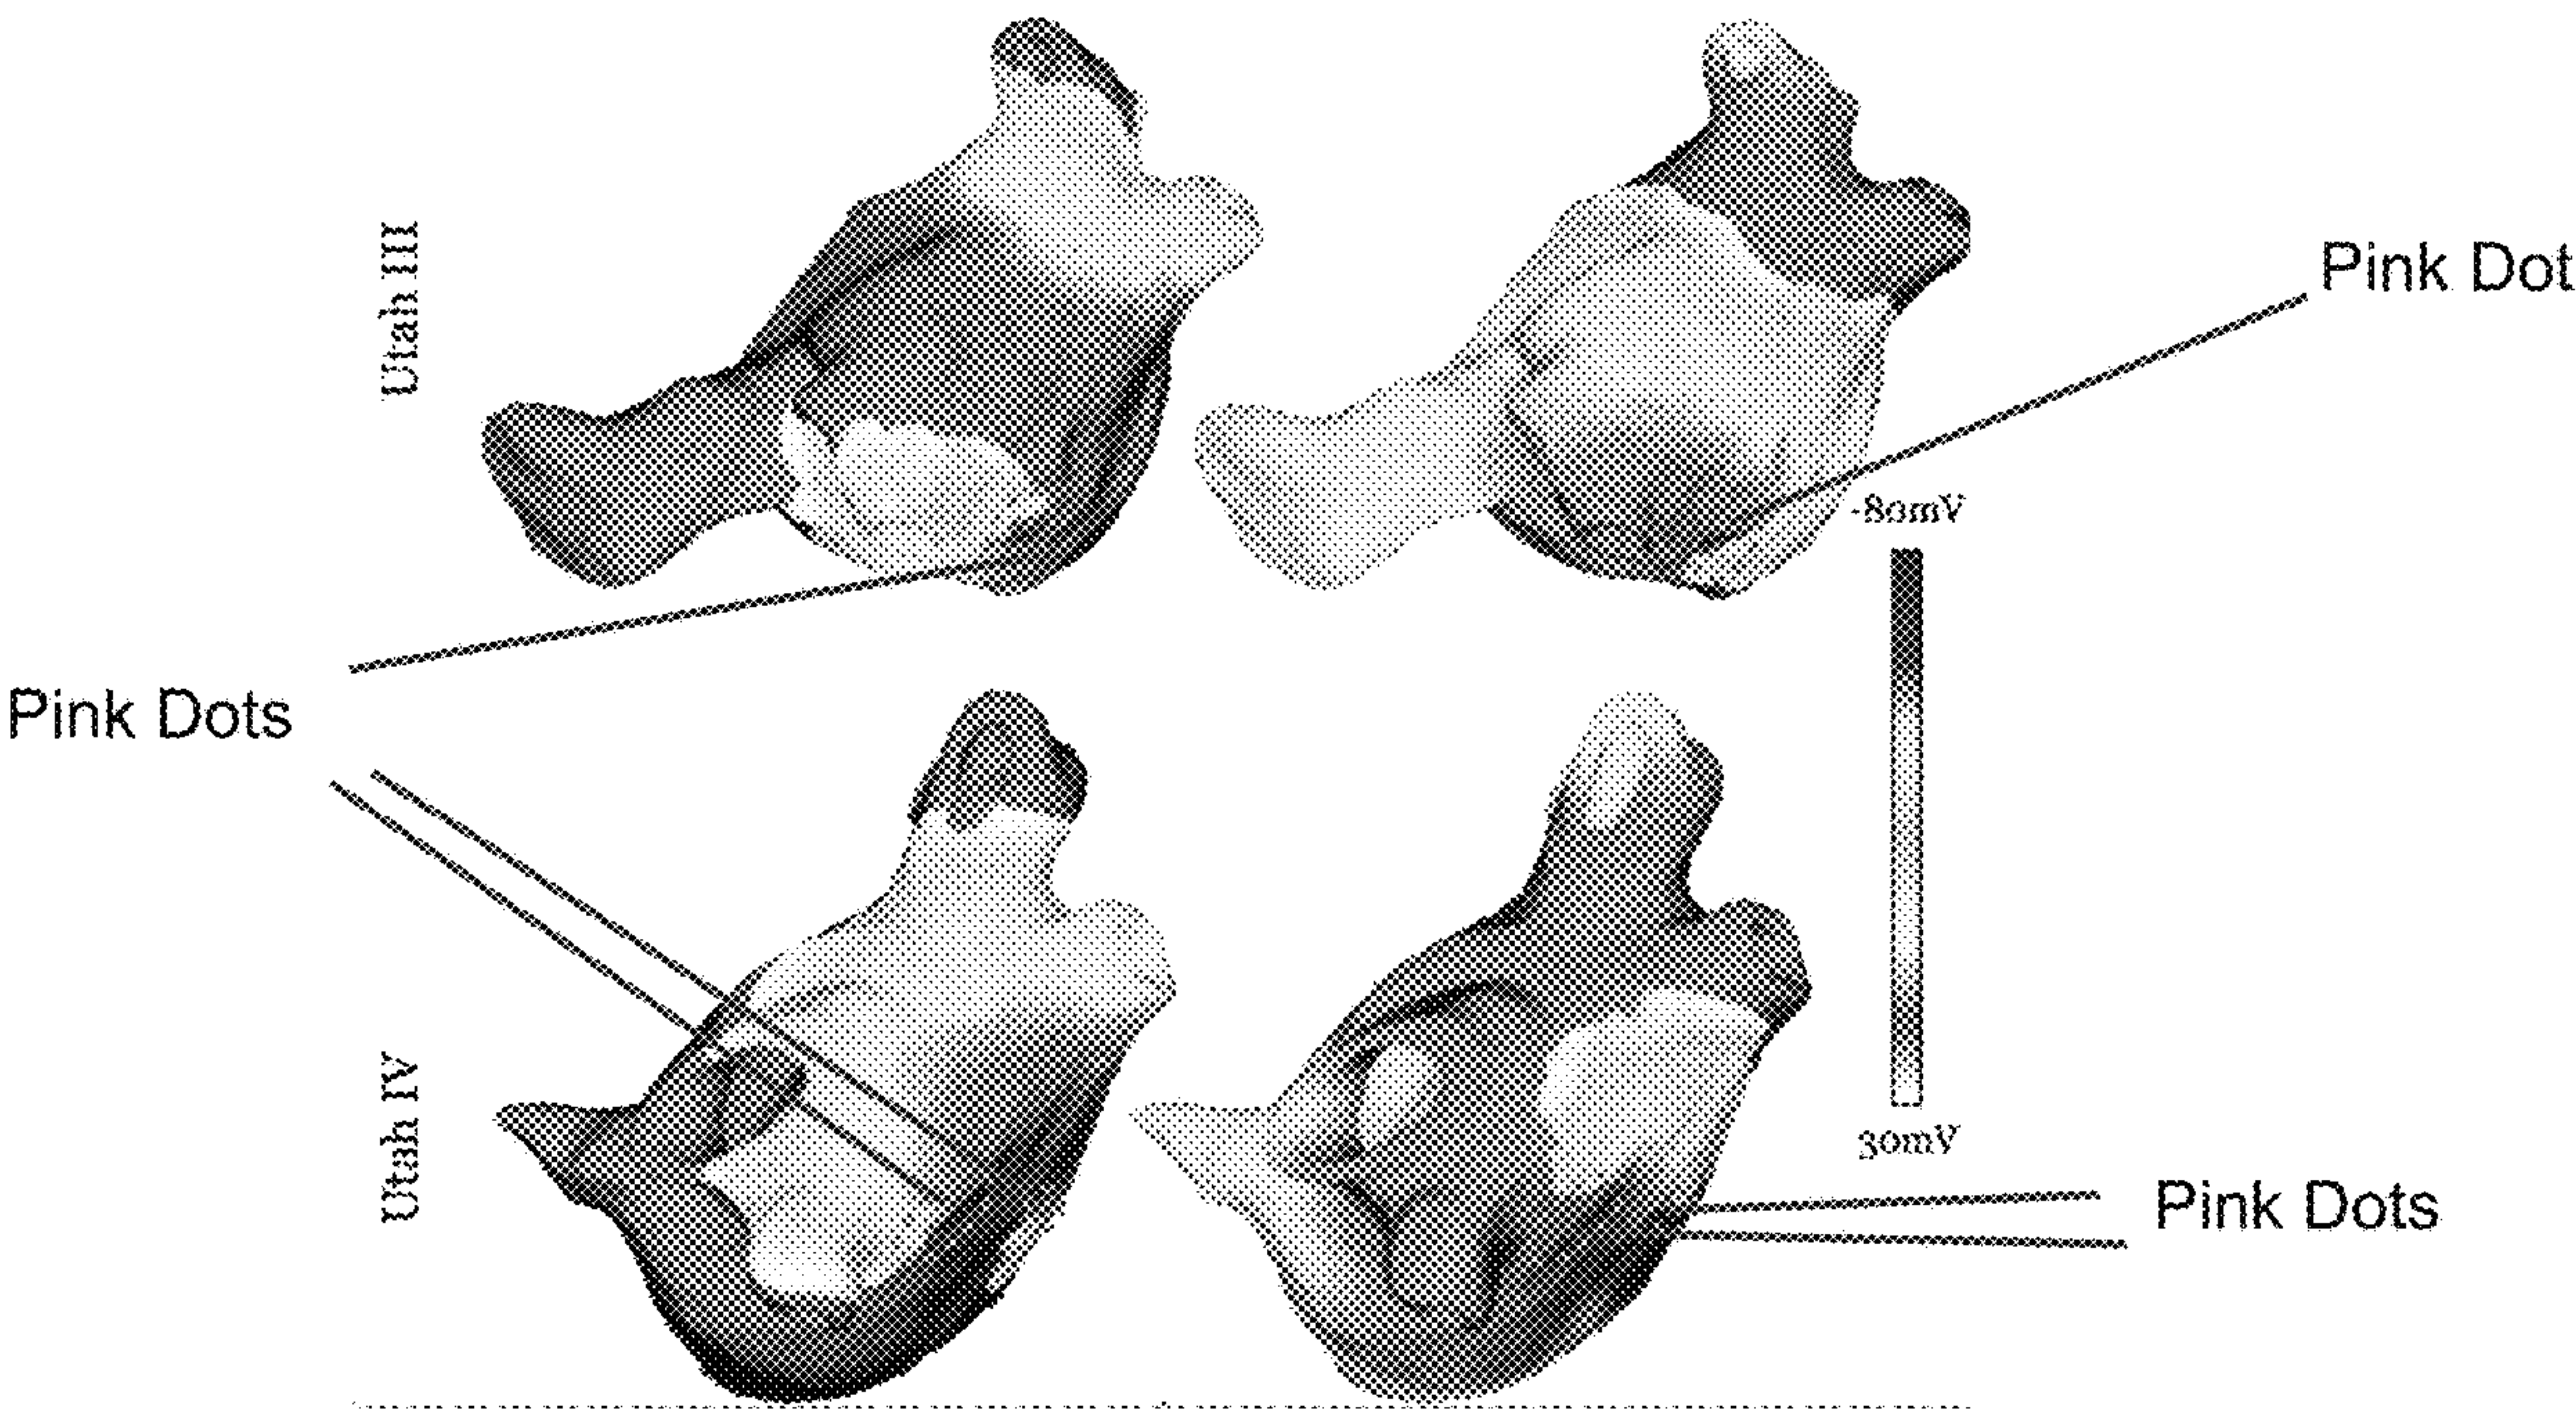 Utah III
Pink Dot
-80mV
Pink Dots
30mV
Utah IV
Pink Dots